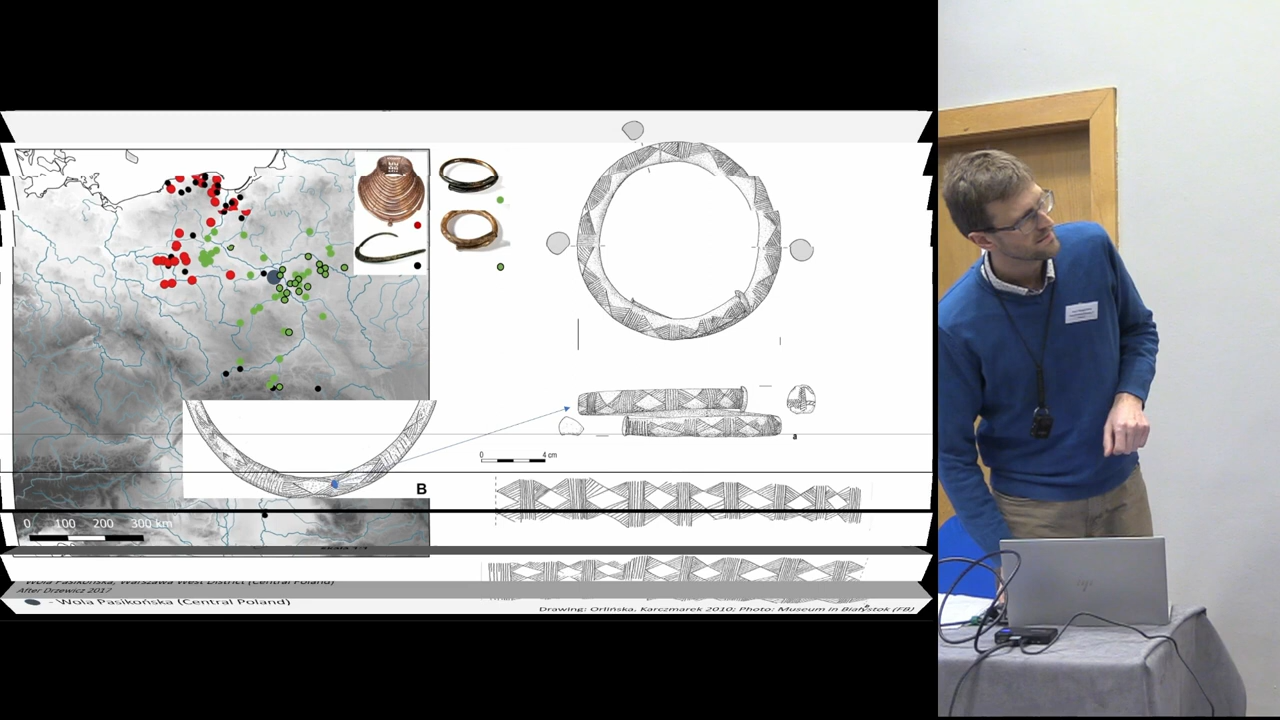 B
a
0 4 cm
0 100 200 300 km
Wola Pasikońska, Warszawa West District (Central Poland)
After Drzewicz 2017
- Wola Pasikońska (Central Poland)
Drawing: Orlińska, Karczmarek 2010; Photo: Museum in Białystok (FB)